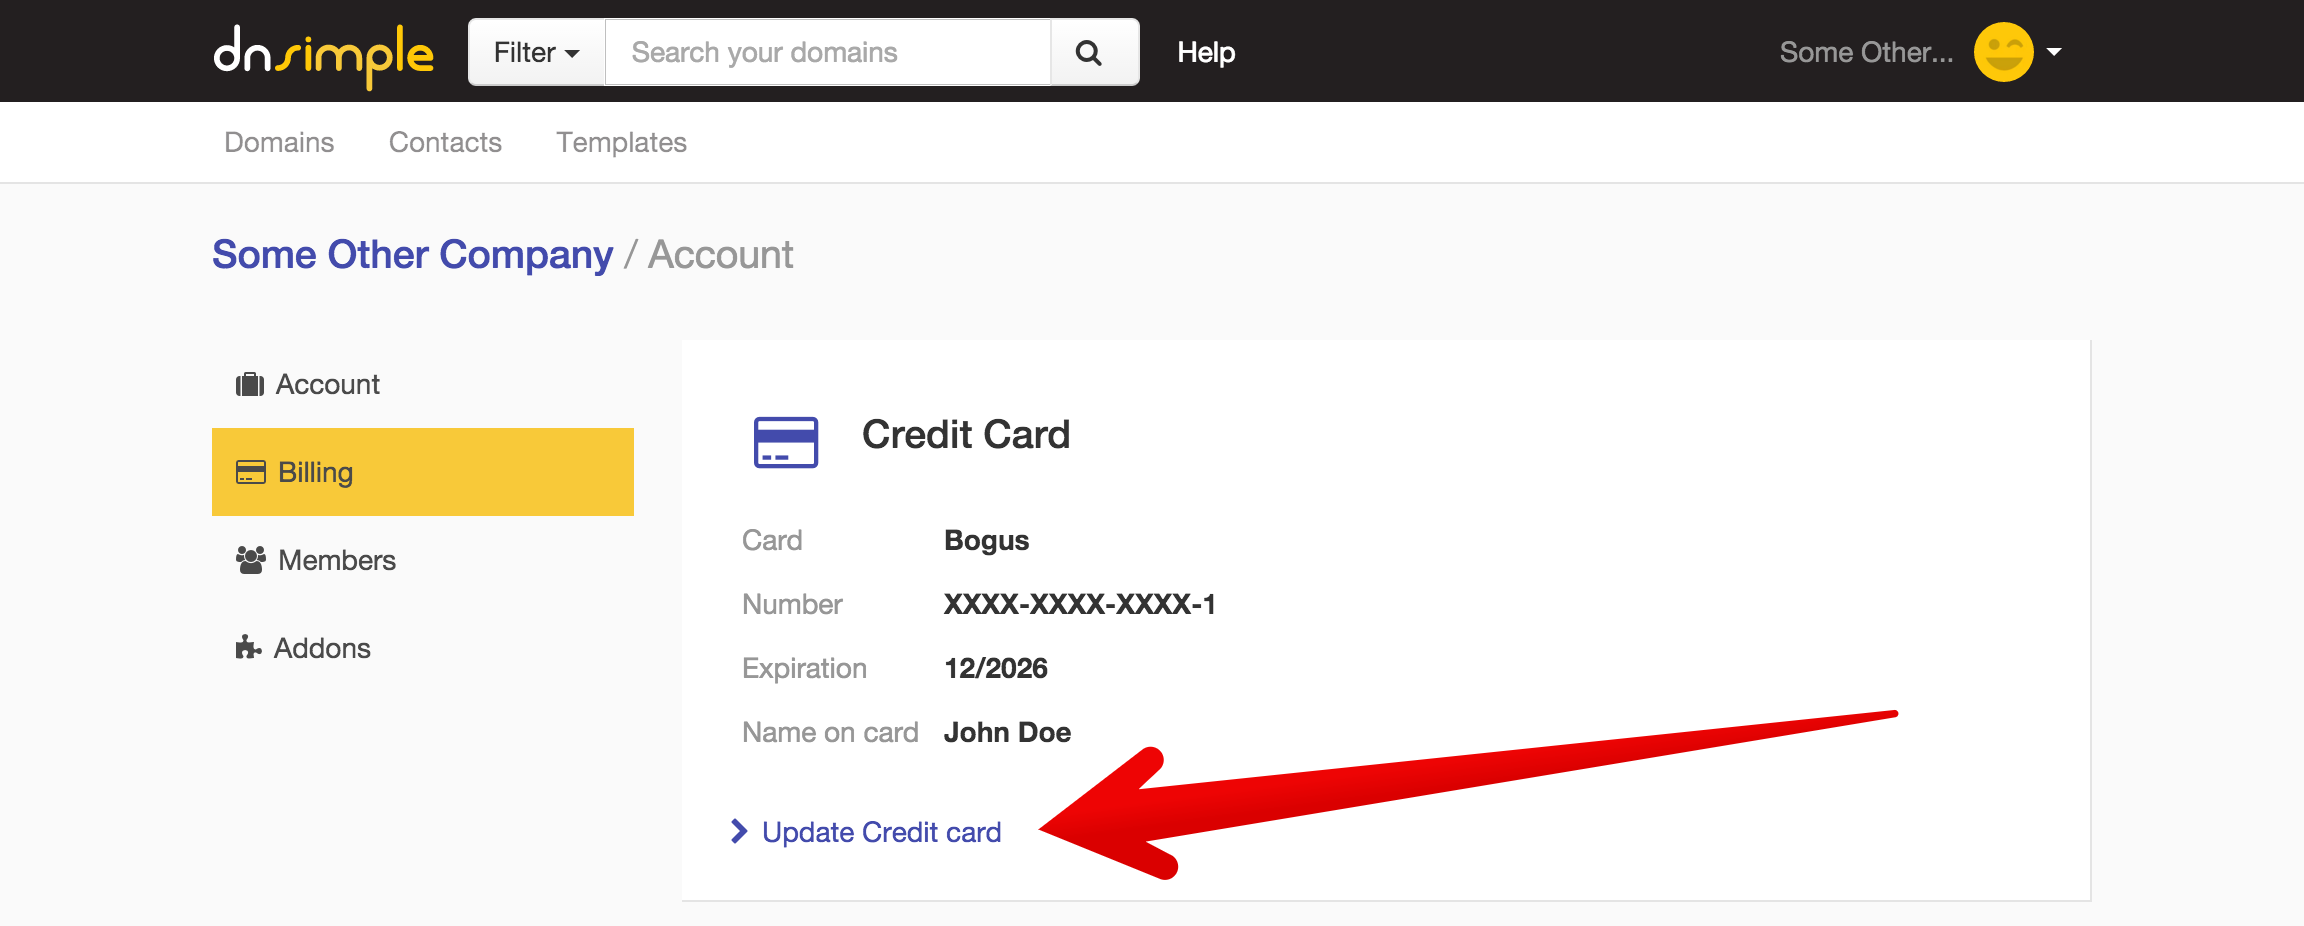 dnsimple Filter Search your domains Help Some Other...
Domains Contacts Templates
Some Other Company / Account
Account
Billing
Members
Addons
Credit Card
Card Bogus
Number XXXX-XXXX-XXXX-1
Expiration 12/2026
Name on card John Doe
Update Credit card